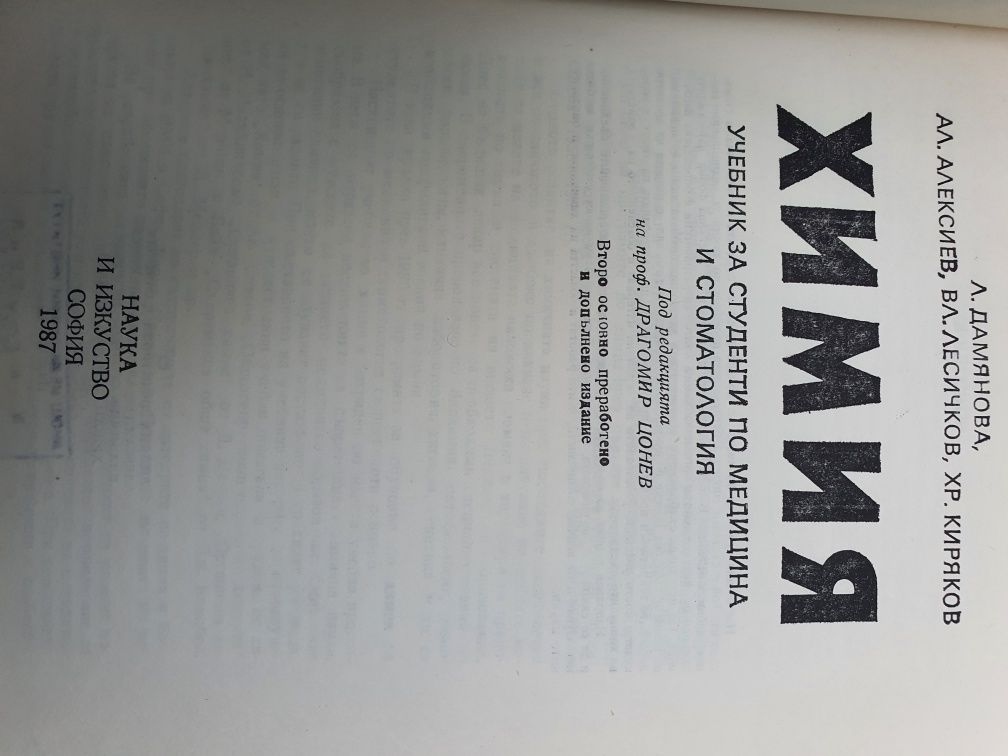 Л. ДАМЯНОВА,
АЛ. АЛЕКСИЕВ, ВЛ. ЛЕСИЧКОВ, ХР. КИРЯКОВ
ХИМИЯ
УЧЕБНИК ЗА СТУДЕНТИ ПО МЕДИЦИНА
И СТОМАТОЛОГИЯ
Под редакцията
на проф. ДРАГОМИР ЦОНЕВ
Второ основно преработено
и допълнено издание
НАУКА
И ИЗКУСТВО
СОФИЯ
1987